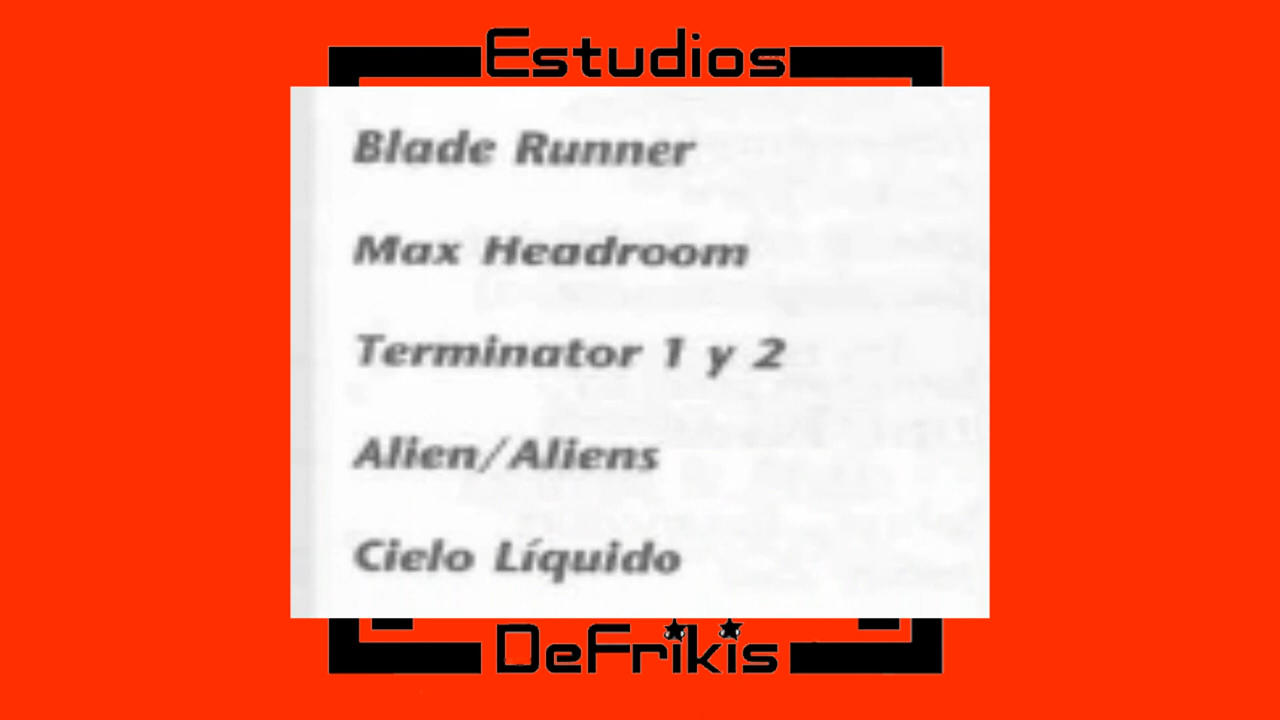 Estudios
Blade Runner
Max Headroom
Terminator 1 y 2
Alien/Aliens
Cielo Líquido
DeFrikis